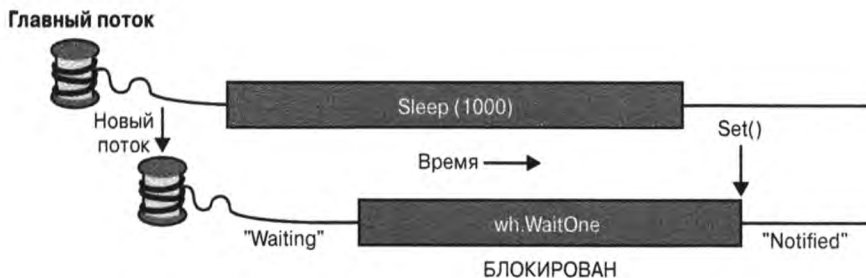 Главный поток
Sleep (1000)
Новый
поток
Set()
Время
"Waiting"
wh.WaitOne
"Notified"
БЛОКИРОВАН